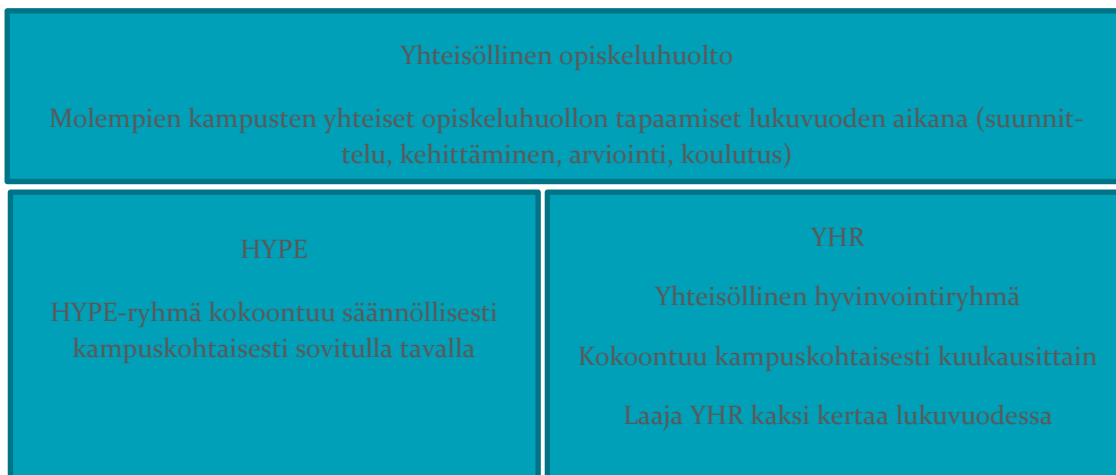 Yhteisöllinen opiskeluhuolto
Molempien kampusten yhteiset opiskeluhuollon tapaamiset lukuvuoden aikana (suunnit-
telu, kehittäminen, arviointi, koulutus)
HYPE
HYPE-ryhmä kokoontuu säännöllisesti
kampuskohtaisesti sovitulla tavalla
YHR
Yhteisöllinen hyvinvointiryhmä
Kokoontuu kampuskohtaisesti kuukausittain
Laaja YHR kaksi kertaa lukuvuodessa